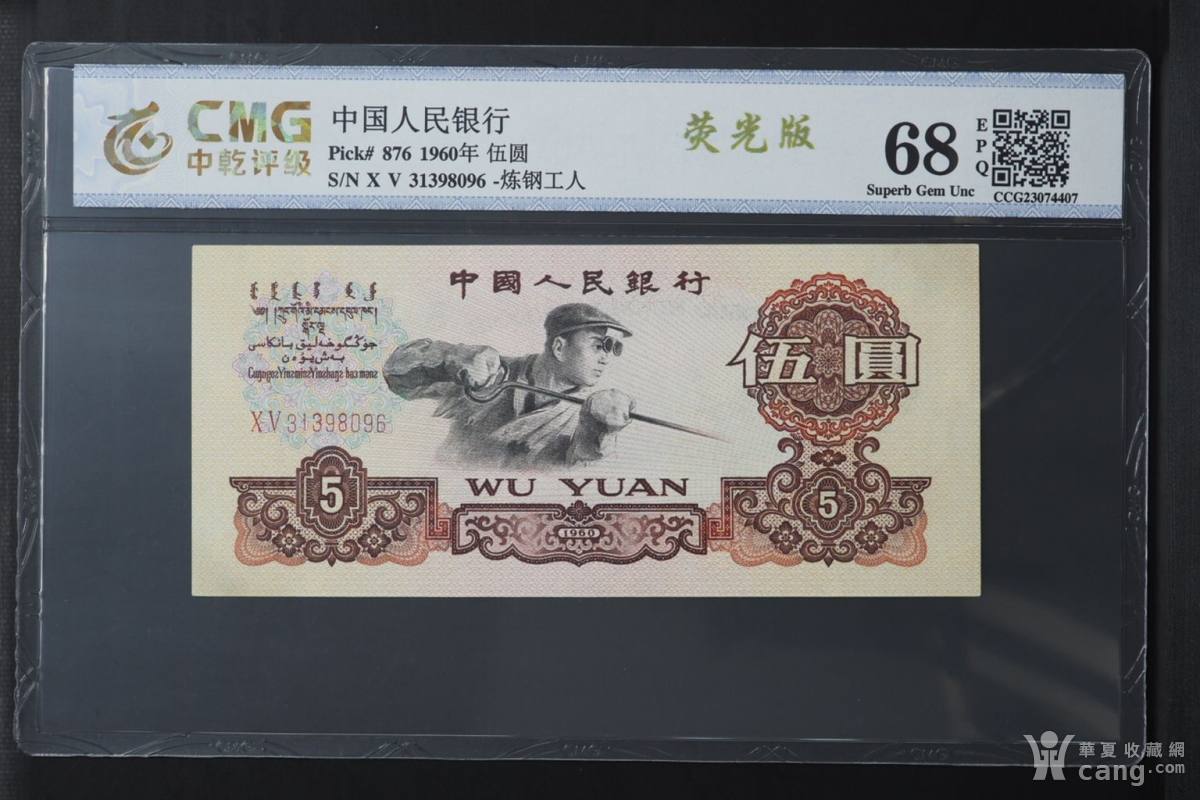 CMG
中乾评级
中国人民银行
Pick# 876 1960年 伍圆
S/N X V 31398096 -炼钢工人
荧光版
68
EPQ
Superb Gem Unc
CCG23074407
中國人民銀行
X V 31398096
伍圓
WU YUAN
5
1960
5
華夏收藏網
cang.com